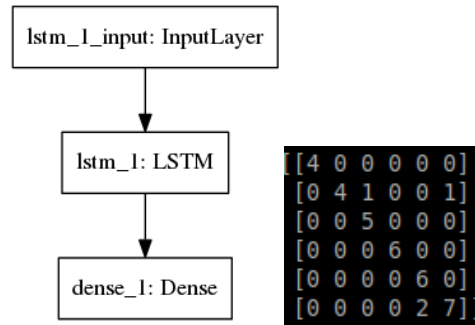 lstm_1_input: InputLayer
lstm_1: LSTM
dense_1: Dense
[[4 0 0 0 0 0]
[0 4 1 0 0 1]
[0 0 5 0 0 0]
[0 0 0 6 0 0]
[0 0 0 0 6 0]
[0 0 0 0 2 7]]